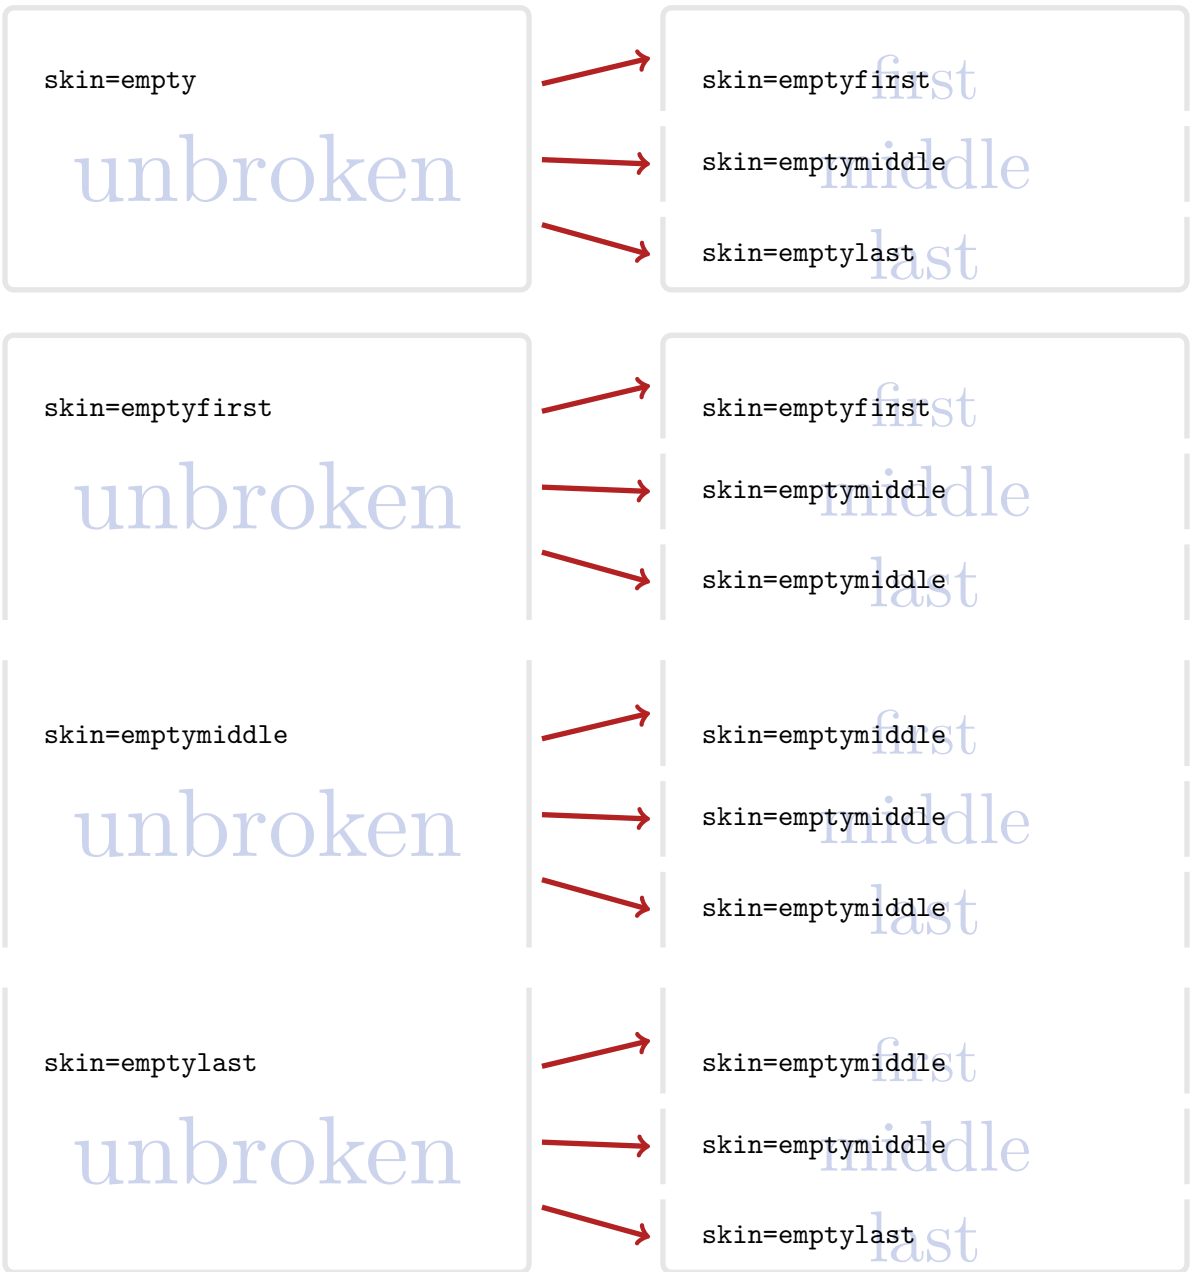 skin=empty
unbroken
skin=emptyfirst
first
skin=emptymiddle
middle
skin=emptylast
last
skin=emptyfirst
unbroken
skin=emptyfirst
first
skin=emptymiddle
middle
skin=emptymiddle
last
skin=emptymiddle
unbroken
skin=emptymiddle
first
skin=emptymiddle
middle
skin=emptymiddle
last
skin=emptylast
unbroken
skin=emptymiddle
first
skin=emptymiddle
middle
skin=emptylast
last